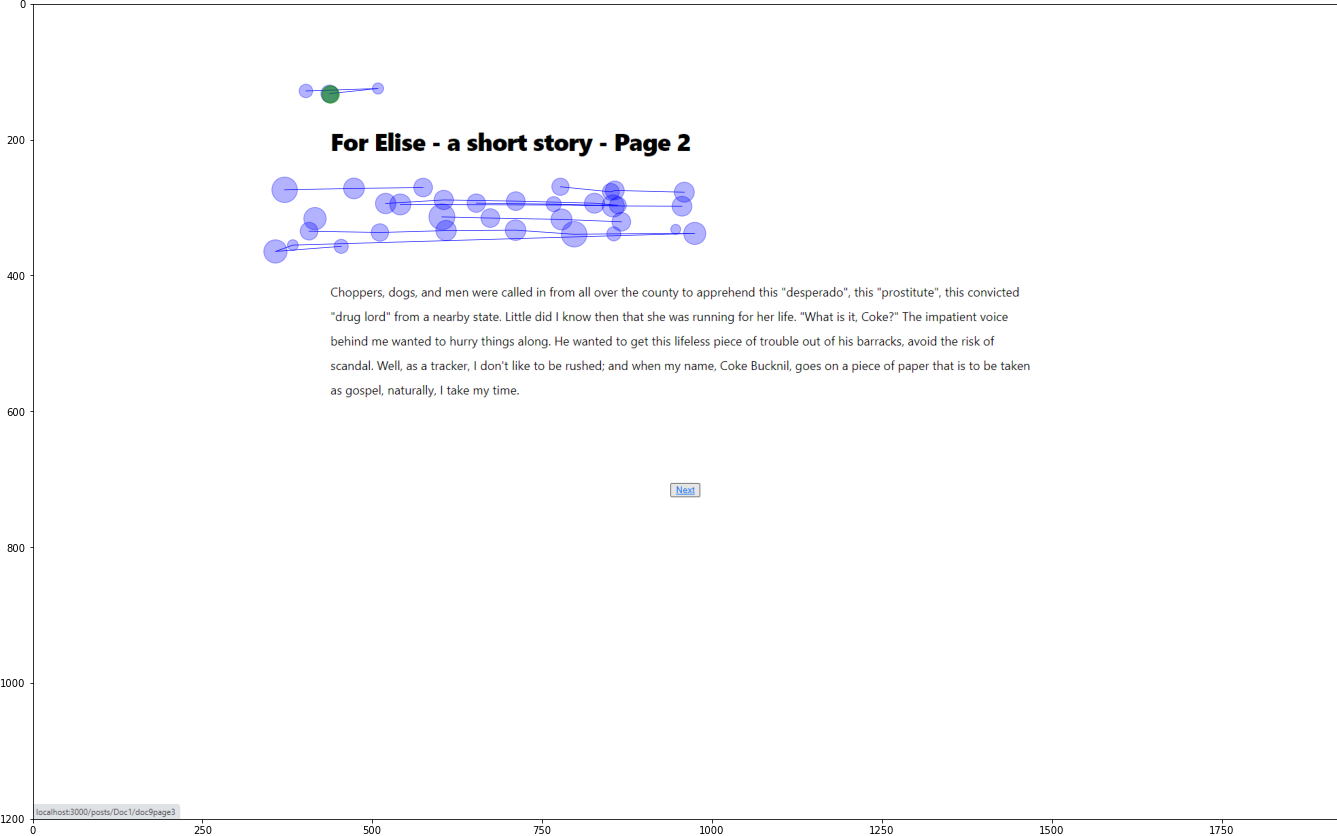 0
200
For Elise - a short story - Page 2
400
Choppers, dogs, and men were called in from all over the county to apprehend this "desperado", this "prostitute", this convicted
"drug lord" from a nearby state. Little did I know then that she was running for her life. "What is it, Coke?" The impatient voice
behind me wanted to hurry things along. He wanted to get this lifeless piece of trouble out of his barracks, avoid the risk of
scandal. Well, as a tracker, I don't like to be rushed; and when my name, Coke Bucknil, goes on a piece of paper that is to be taken
as gospel, naturally, I take my time.
600
Next
800
1000
localhost:3000/posts/Doc1/doc9page3
1200
0 250 500 750 1000 1250 1500 1750